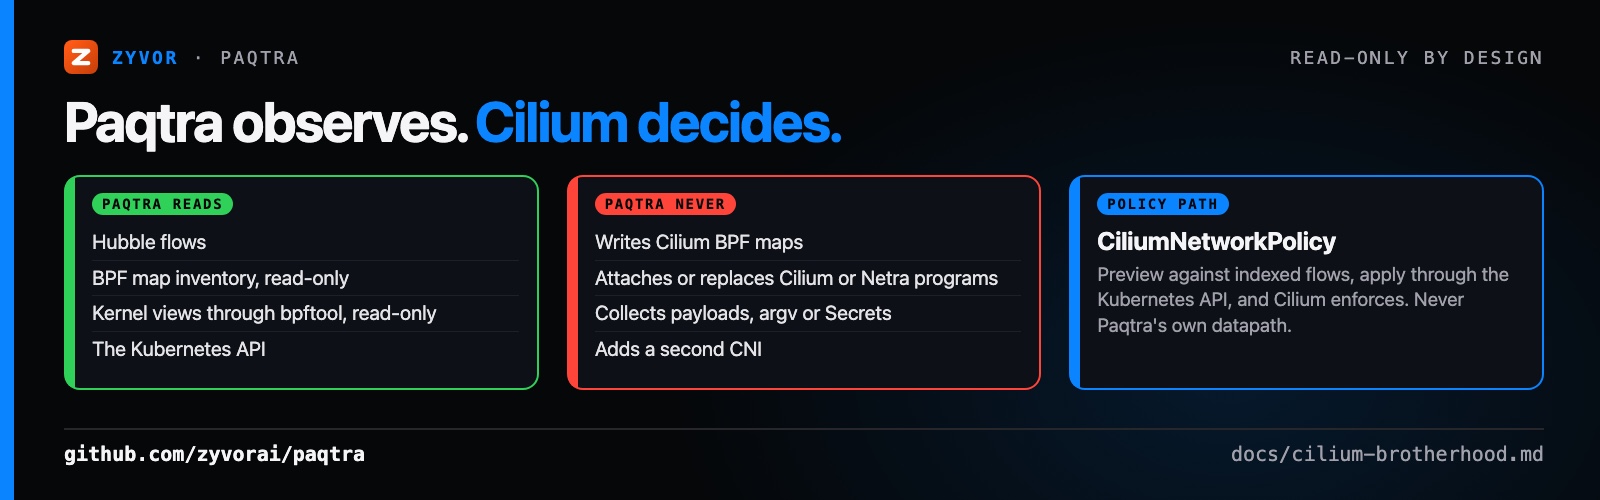 ZYVOR · PAQTRA
READ-ONLY BY DESIGN
Paqtra observes. Cilium decides.
PAQTRA READS
Hubble flows
BPF map inventory, read-only
Kernel views through bpftool, read-only
The Kubernetes API
PAQTRA NEVER
Writes Cilium BPF maps
Attaches or replaces Cilium or Netra programs
Collects payloads, argv or Secrets
Adds a second CNI
POLICY PATH
CiliumNetworkPolicy
Preview against indexed flows, apply through the
Kubernetes API, and Cilium enforces. Never
Paqtra's own datapath.
github.com/zyvorai/paqtra
docs/cilium-brotherhood.md